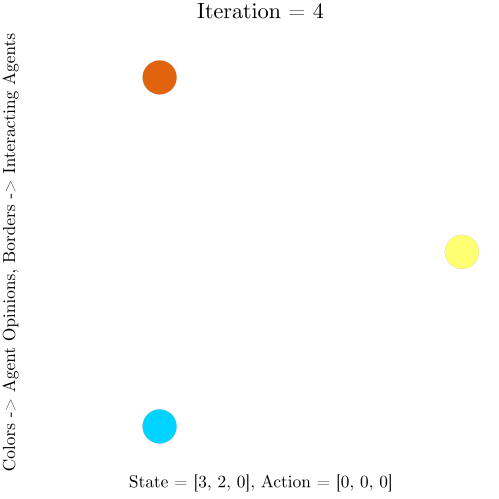 Iteration = 4
Colors -> Agent Opinions, Borders -> Interacting Agents
State = [3, 2, 0], Action = [0, 0, 0]